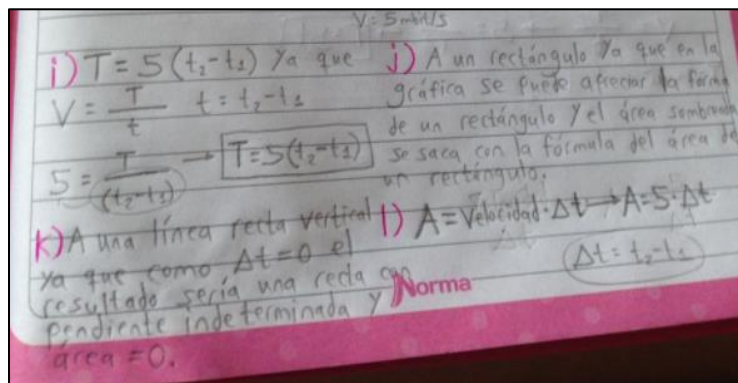 V = 5 mbit/s
i) T = 5(t₂-t₁) ya que
V = T/t t = t₂-t₁
5 = T/(t₂-t₁) → T=5(t₂-t₁)
j) A un rectángulo ya que en la
gráfica se puede apreciar la forma
de un rectángulo y el área sombreada
se saca con la fórmula del área de
un rectángulo.
k) A una línea recta vertical
ya que como Δt=0 el
resultado sería una recta con
pendiente indeterminada y
área =0.
l) A = Velocidad·Δt → A=5·Δt
Δt = t₂-t₁
Norma